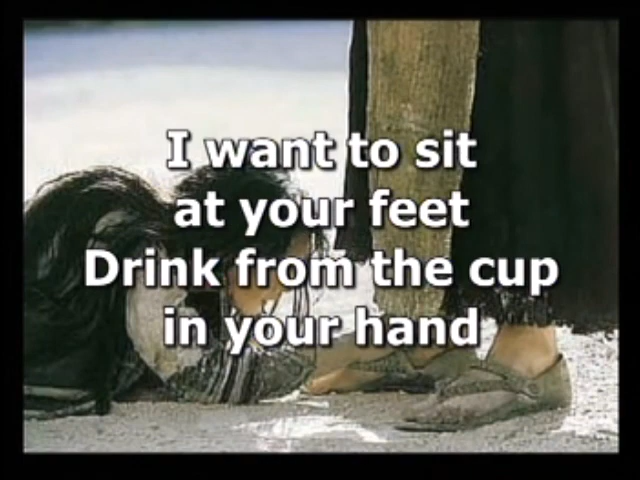 I want to sit
at your feet
Drink from the cup
in your hand